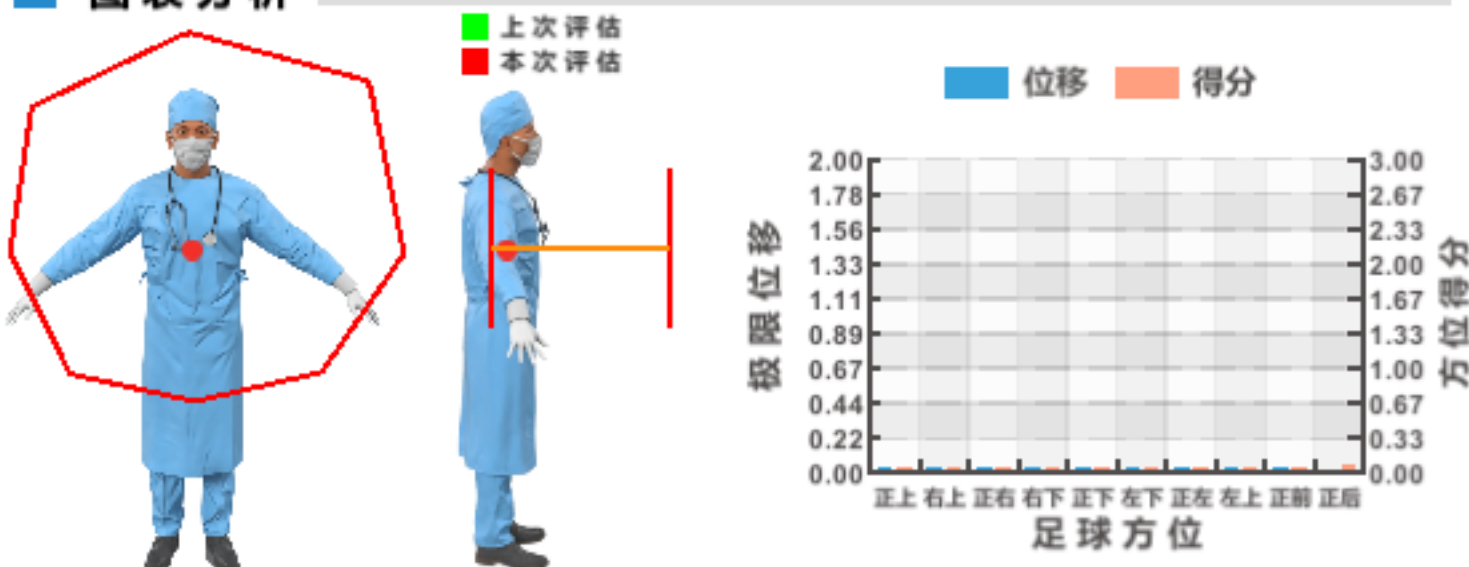 图表分析
上次评估
本次评估
位移 得分
极限位移
2.00
1.78
1.56
1.33
1.11
0.89
0.67
0.44
0.22
0.00
3.00
2.67
2.33
2.00
1.67
1.33
1.00
0.67
0.33
0.00
方位得分
正上 右上 正右 右下 正下 左下 正左 左上 正前 正后
足球方位